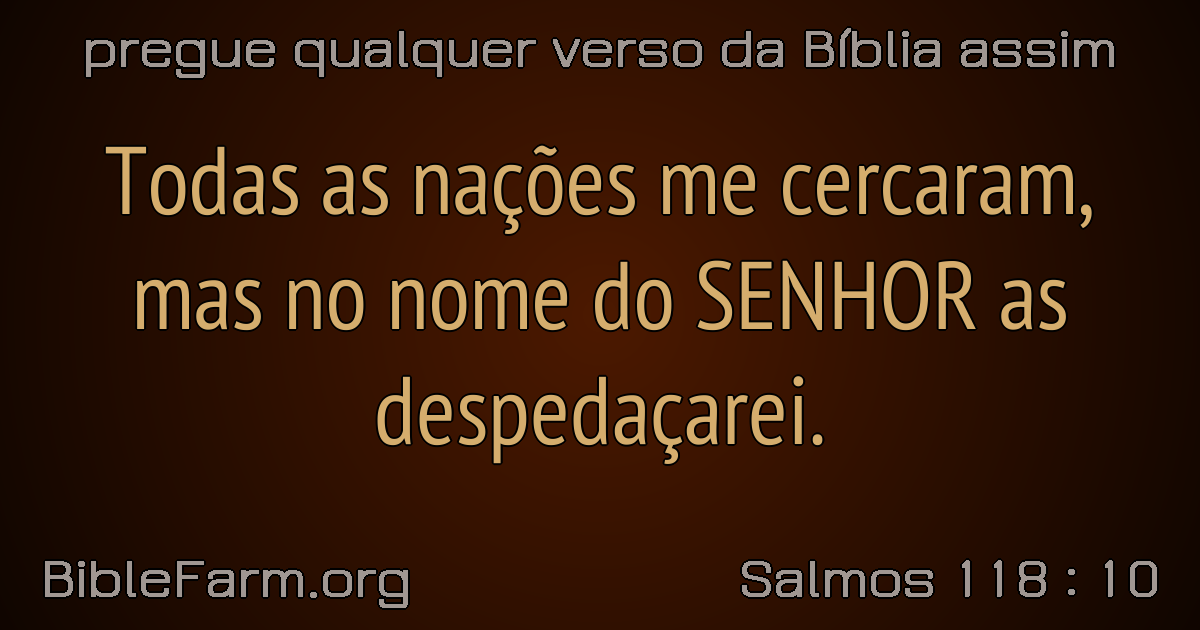 pregue qualquer verso da Bíblia assim
Todas as nações me cercaram,
mas no nome do SENHOR as
despedaçarei.
BibleFarm.org
Salmos 118 : 10